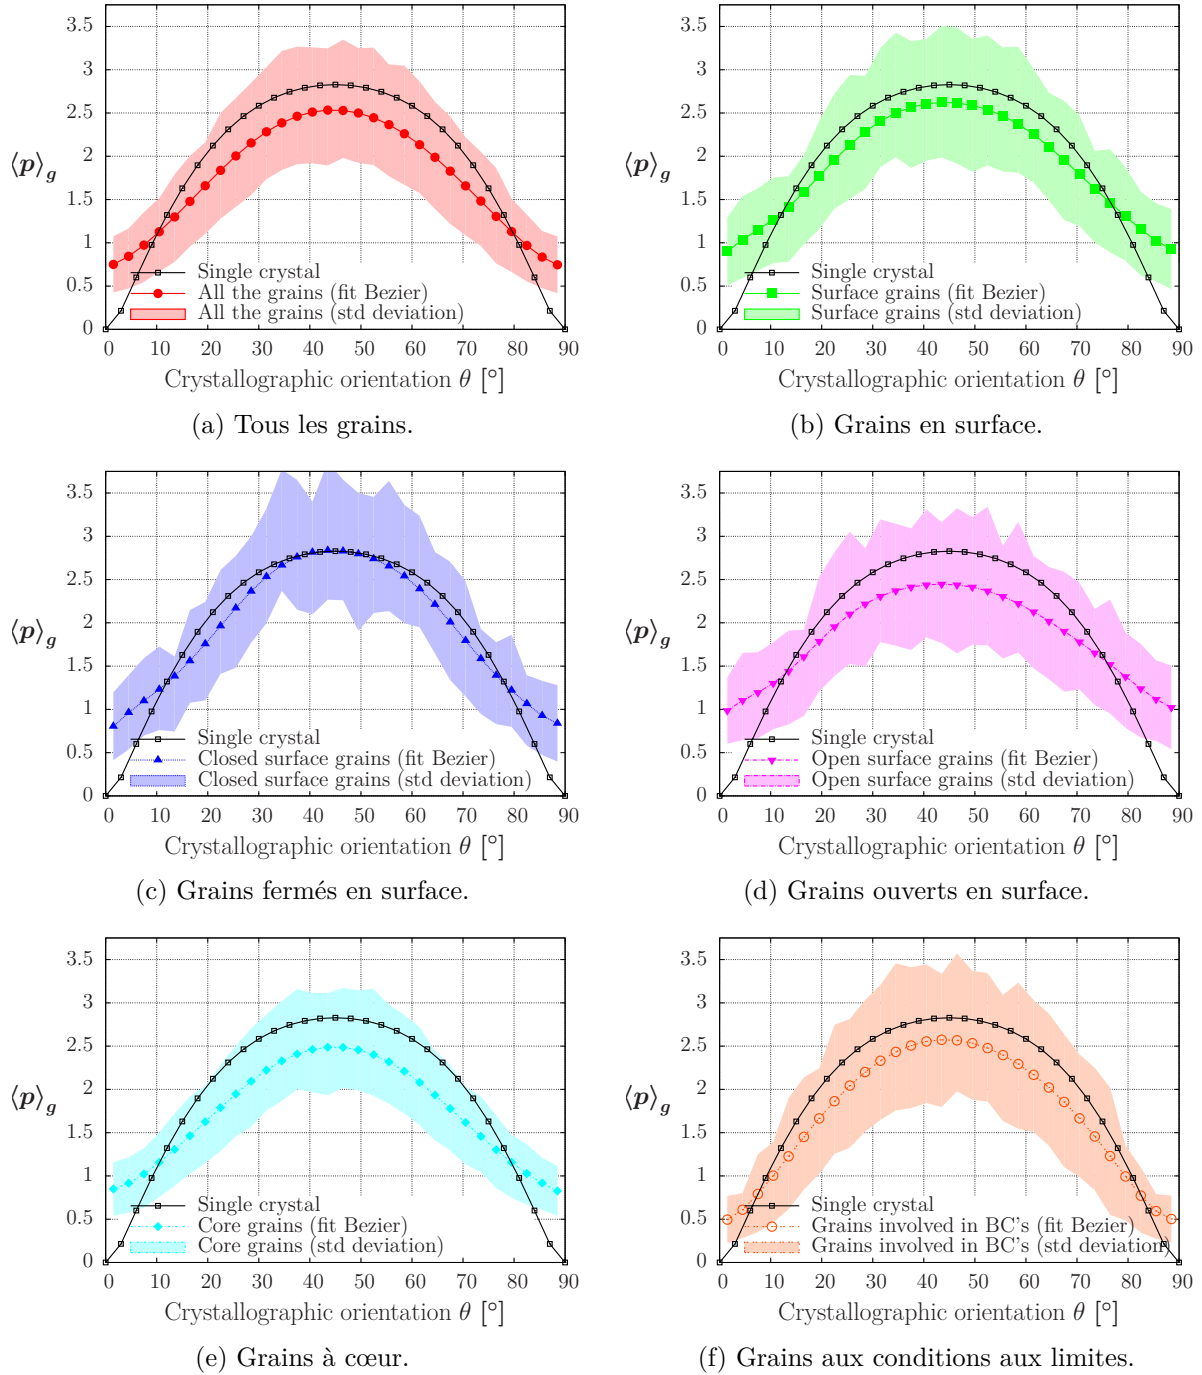 3.5
3
2.5
2
⟨p⟩g
1.5
1
Single crystal
0.5
All the grains (fit Bezier)
All the grains (std deviation)
0
0 10 20 30 40 50 60 70 80 90
Crystallographic orientation θ [°]
(a) Tous les grains.
3.5
3
2.5
2
⟨p⟩g
1.5
1
Single crystal
0.5
Surface grains (fit Bezier)
Surface grains (std deviation)
0
0 10 20 30 40 50 60 70 80 90
Crystallographic orientation θ [°]
(b) Grains en surface.
3.5
3
2.5
2
⟨p⟩g
1.5
1
Single crystal
0.5
Closed surface grains (fit Bezier)
Closed surface grains (std deviation)
0
0 10 20 30 40 50 60 70 80 90
Crystallographic orientation θ [°]
(c) Grains fermés en surface.
3.5
3
2.5
2
⟨p⟩g
1.5
1
Single crystal
0.5
Open surface grains (fit Bezier)
Open surface grains (std deviation)
0
0 10 20 30 40 50 60 70 80 90
Crystallographic orientation θ [°]
(d) Grains ouverts en surface.
3.5
3
2.5
2
⟨p⟩g
1.5
1
Single crystal
0.5
Core grains (fit Bezier)
Core grains (std deviation)
0
0 10 20 30 40 50 60 70 80 90
Crystallographic orientation θ [°]
(e) Grains à cœur.
3.5
3
2.5
2
⟨p⟩g
1.5
1
Single crystal
0.5
Grains involved in BC's (fit Bezier)
Grains involved in BC's (std deviation)
0
0 10 20 30 40 50 60 70 80 90
Crystallographic orientation θ [°]
(f) Grains aux conditions aux limites.